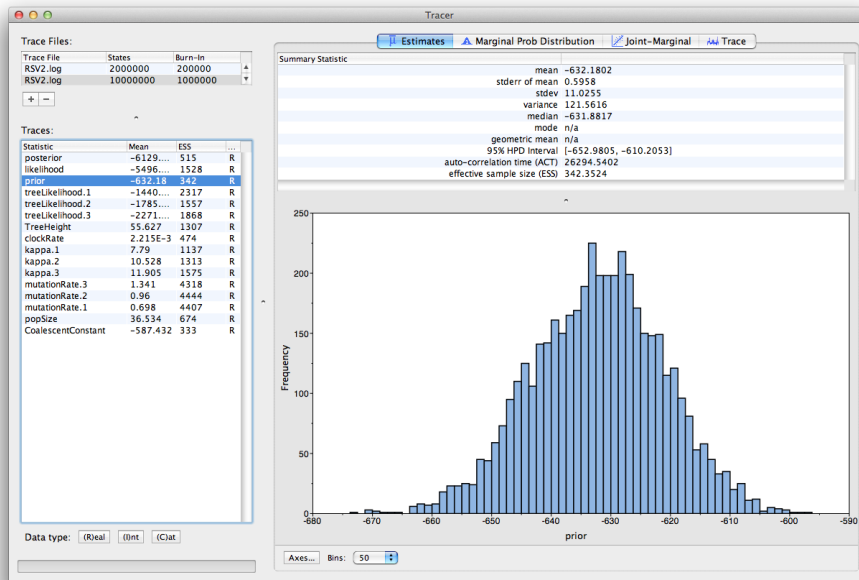 Tracer
Trace Files:
Trace File States Burn-In
RSV2.log 2000000 200000
RSV2.log 10000000 1000000
+ −
Traces:
Statistic Mean ESS ...
posterior -6129.... 515 R
likelihood -5496.... 1528 R
prior -632.18 342 R
treeLikelihood.1 -1440.... 2317 R
treeLikelihood.2 -1785.... 1557 R
treeLikelihood.3 -2271.... 1868 R
TreeHeight 55.627 1307 R
clockRate 2.215E-3 474 R
kappa.1 7.79 1137 R
kappa.2 10.528 1313 R
kappa.3 11.905 1575 R
mutationRate.3 1.341 4318 R
mutationRate.2 0.96 4444 R
mutationRate.1 0.698 4407 R
popSize 36.534 674 R
CoalescentConstant -587.432 333 R
Data type: (R)eal (I)nt (C)at
Estimates Marginal Prob Distribution Joint-Marginal Trace
Summary Statistic
mean -632.1802
stderr of mean 0.5958
stdev 11.0255
variance 121.5616
median -631.8817
mode n/a
geometric mean n/a
95% HPD Interval [-652.9805, -610.2053]
auto-correlation time (ACT) 26294.5402
effective sample size (ESS) 342.3524
250
200
150
100
50
0
Frequency
-680 -670 -660 -650 -640 -630 -620 -610 -600 -590
prior
Axes... Bins: 50